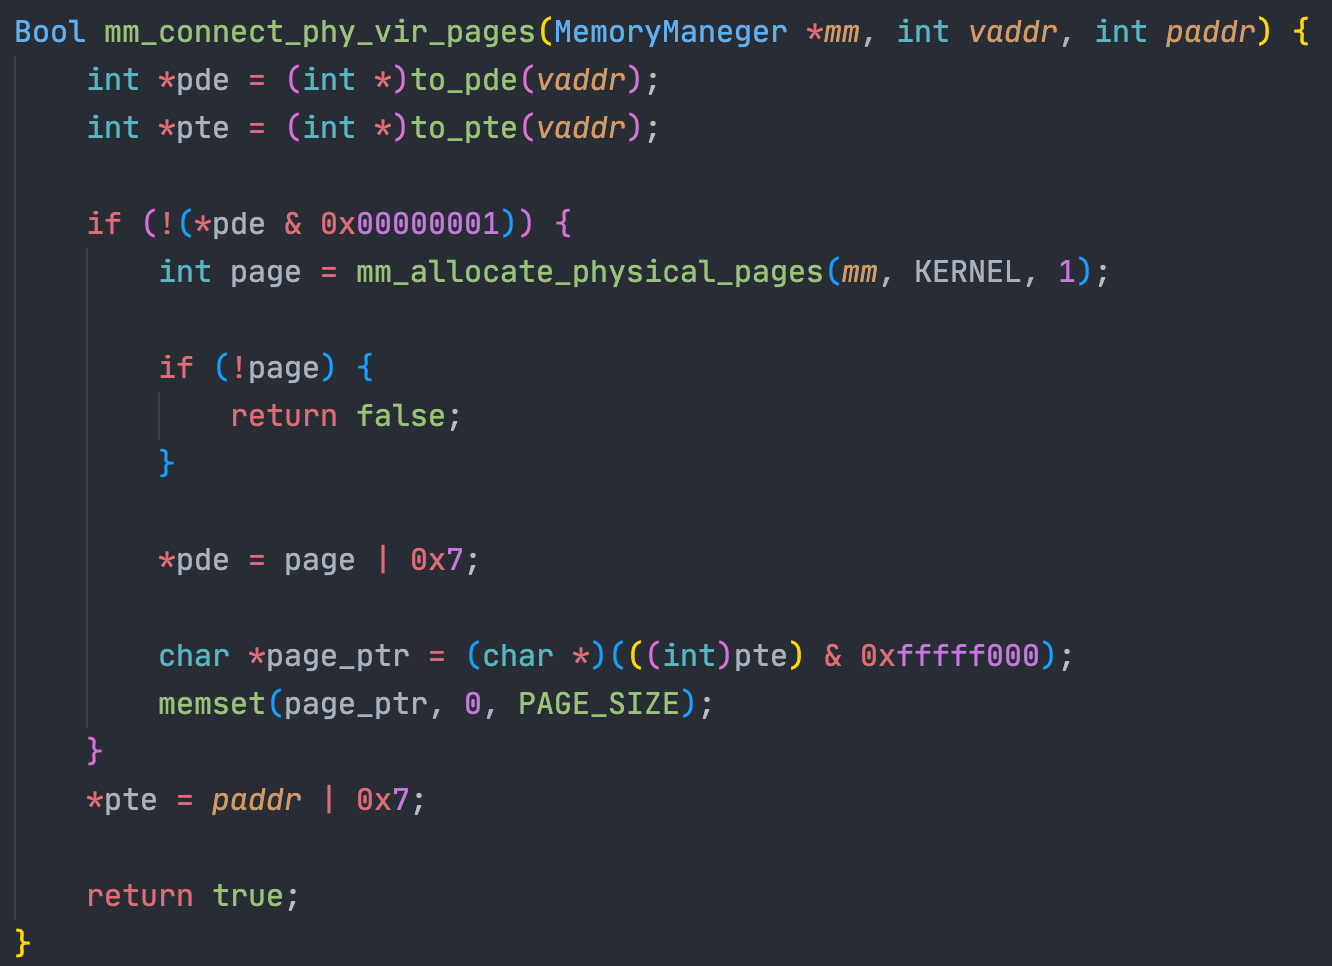 Bool mm_connect_phy_vir_pages(MemoryManeger *mm, int vaddr, int paddr) {
    int *pde = (int *)to_pde(vaddr);
    int *pte = (int *)to_pte(vaddr);

    if (!(*pde & 0x00000001)) {
        int page = mm_allocate_physical_pages(mm, KERNEL, 1);

        if (!page) {
            return false;
        }

        *pde = page | 0x7;

        char *page_ptr = (char *)(((int)pte) & 0xfffff000);
        memset(page_ptr, 0, PAGE_SIZE);
    }
    *pte = paddr | 0x7;

    return true;
}